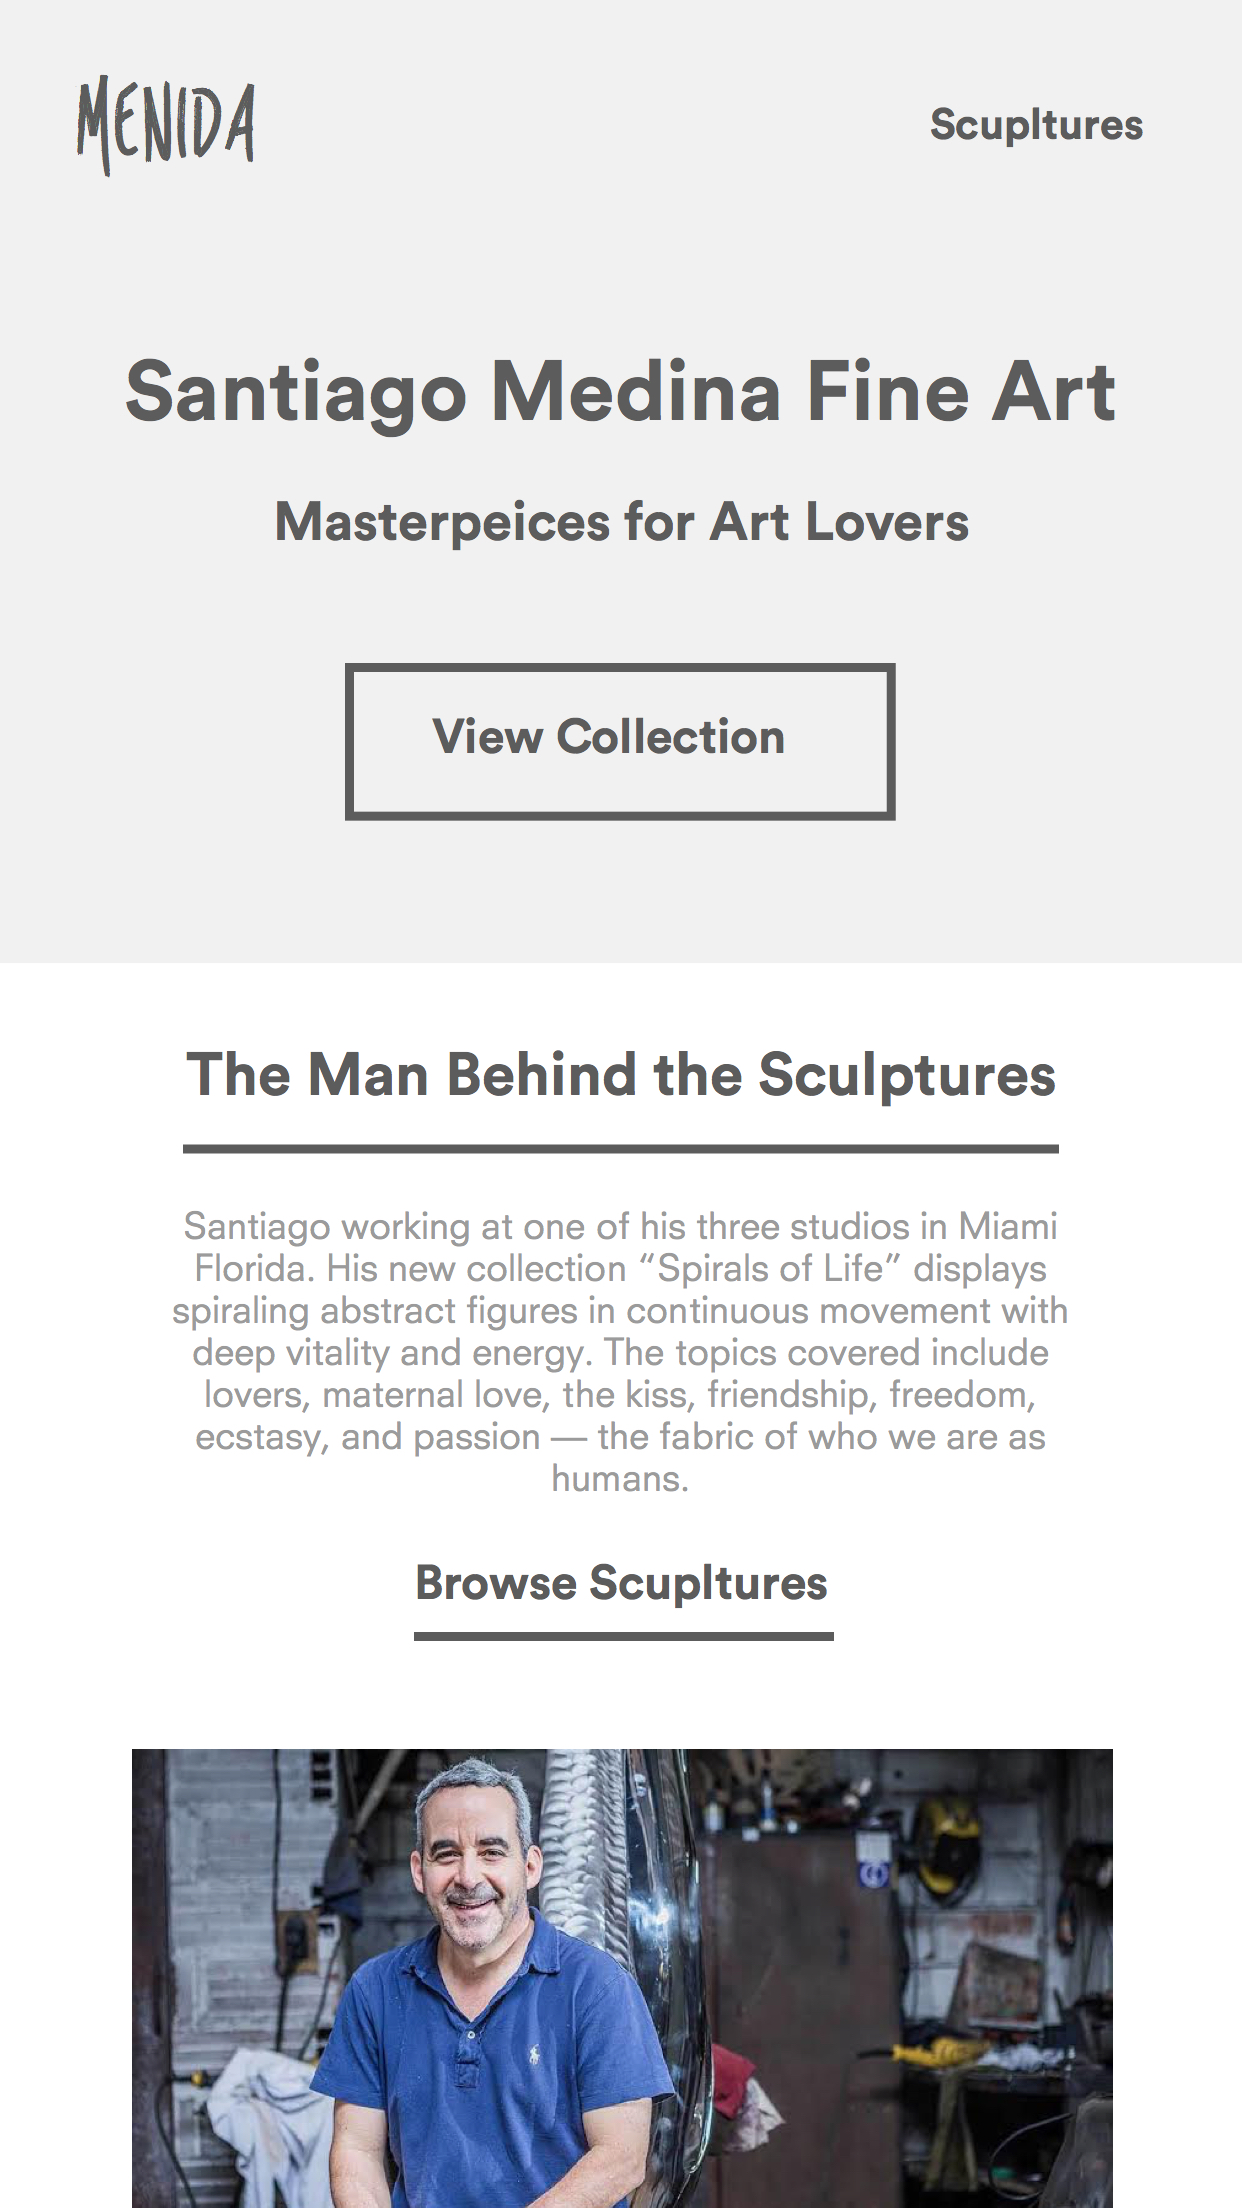 MENIDA
Scupltures
Santiago Medina Fine Art
Masterpeices for Art Lovers
View Collection
The Man Behind the Sculptures
Santiago working at one of his three studios in Miami
Florida. His new collection “Spirals of Life” displays
spiraling abstract figures in continuous movement with
deep vitality and energy. The topics covered include
lovers, maternal love, the kiss, friendship, freedom,
ecstasy, and passion — the fabric of who we are as
humans.
Browse Scupltures